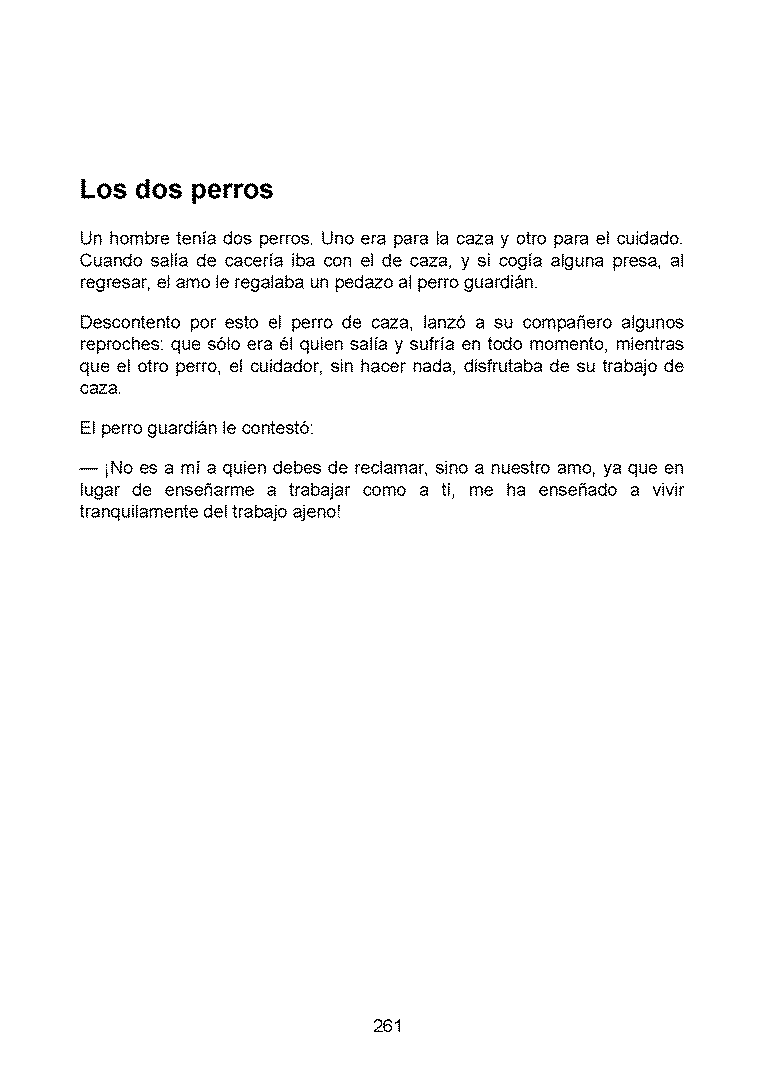 Los dos perros
Un hombre tenía dos perros. Uno era para la caza y otro para el cuidado.
Cuando salía de cacería iba con el de caza, y si cogía alguna presa, al
regresar, el amo le regalaba un pedazo al perro guardián.
Descontento por esto el perro de caza, lanzó a su compañero algunos
reproches: que sólo era él quien salía y sufría en todo momento, mientras
que el otro perro, el cuidador, sin hacer nada, disfrutaba de su trabajo de
caza.
El perro guardián le contestó:
— ¡No es a mí a quien debes de reclamar, sino a nuestro amo, ya que en
lugar de enseñarme a trabajar como a ti, me ha enseñado a vivir
tranquilamente del trabajo ajeno!
261